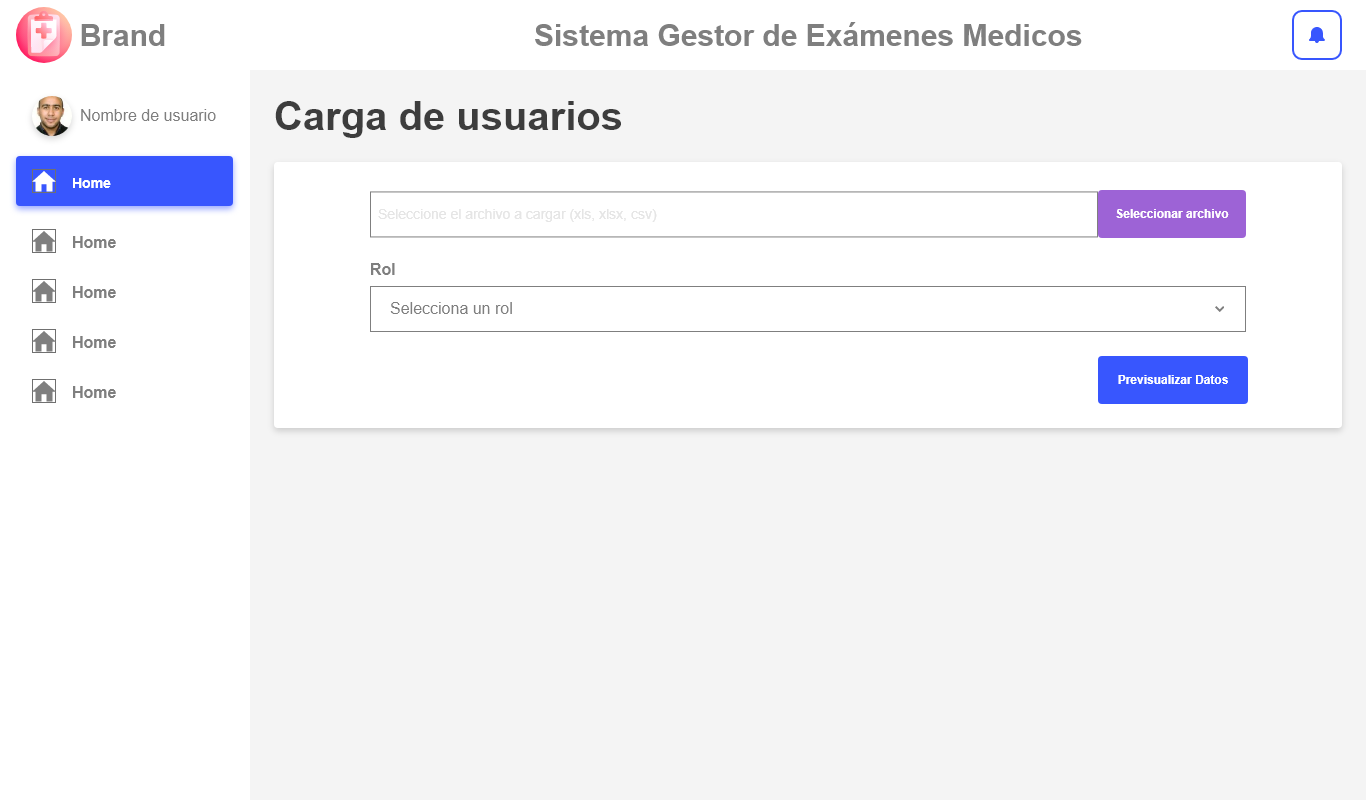 Brand
Sistema Gestor de Exámenes Medicos
Nombre de usuario
Home
Home
Home
Home
Home
Carga de usuarios
Seleccione el archivo a cargar (xls, xlsx, csv)
Seleccionar archivo
Rol
Selecciona un rol
Previsualizar Datos